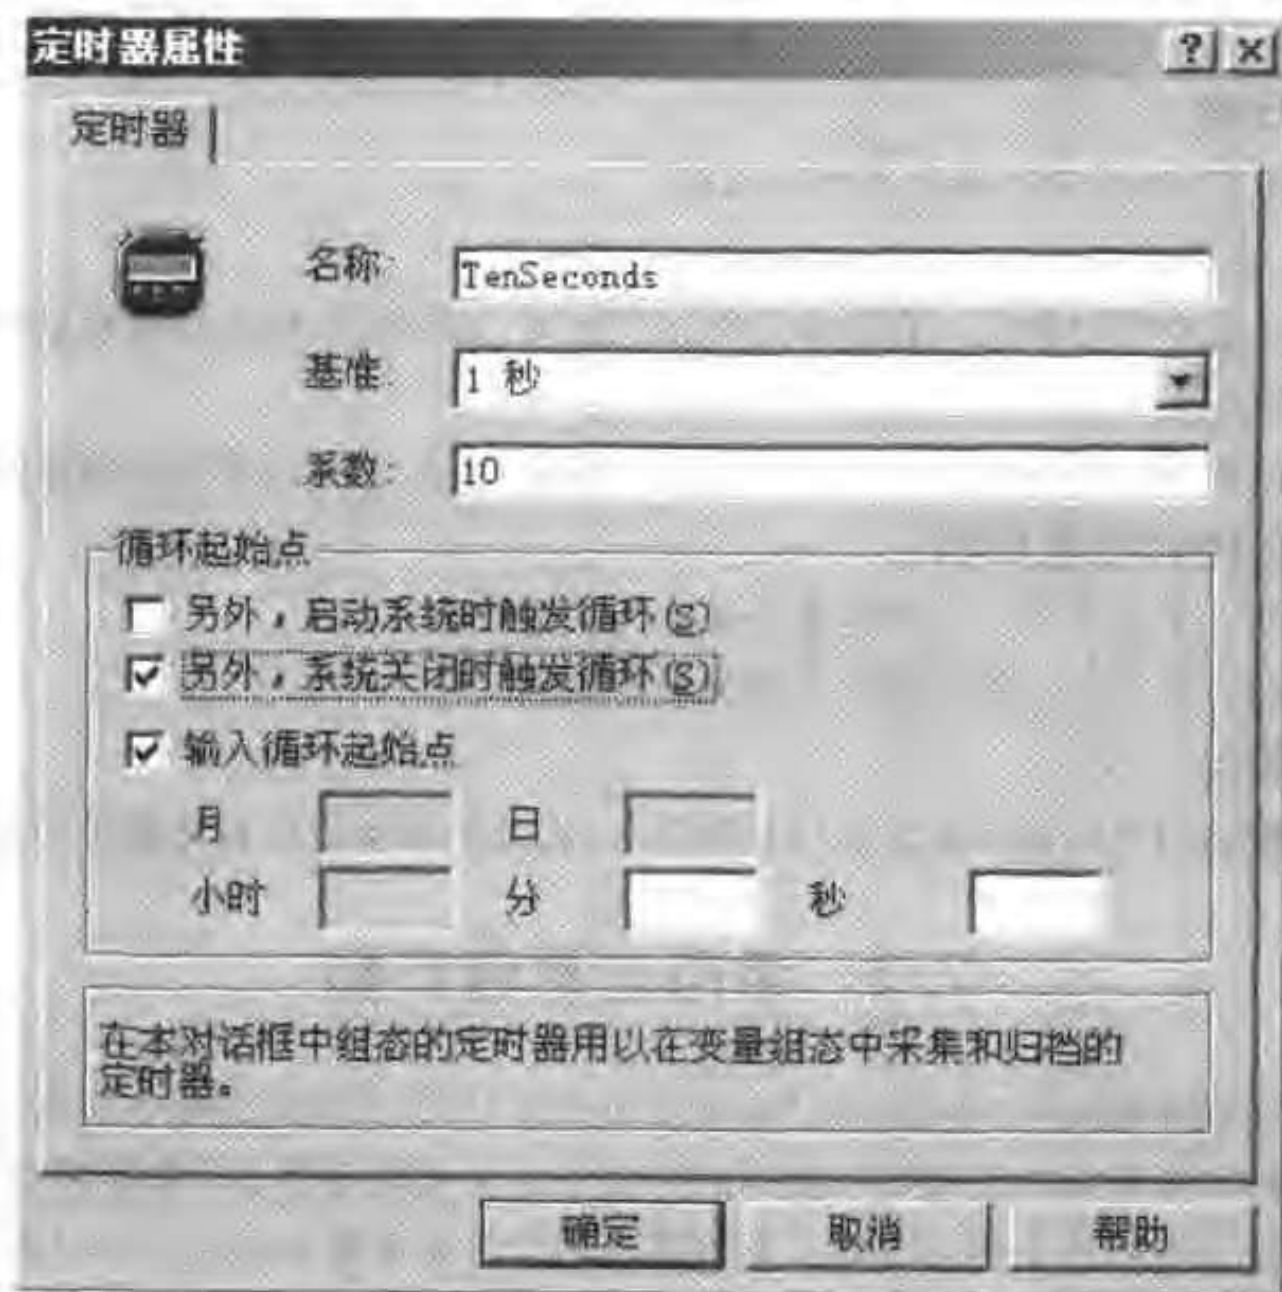 定时器属性
定时器
名称:
TenSeconds
基准:
1 秒
系数:
10
循环起始点
另外，启动系统时触发循环(S)
另外，系统关闭时触发循环(S)
输入循环起始点
月 日
小时 分 秒
在本对话框中组态的定时器用以在变量组态中采集和归档的
定时器。
确定 取消 帮助